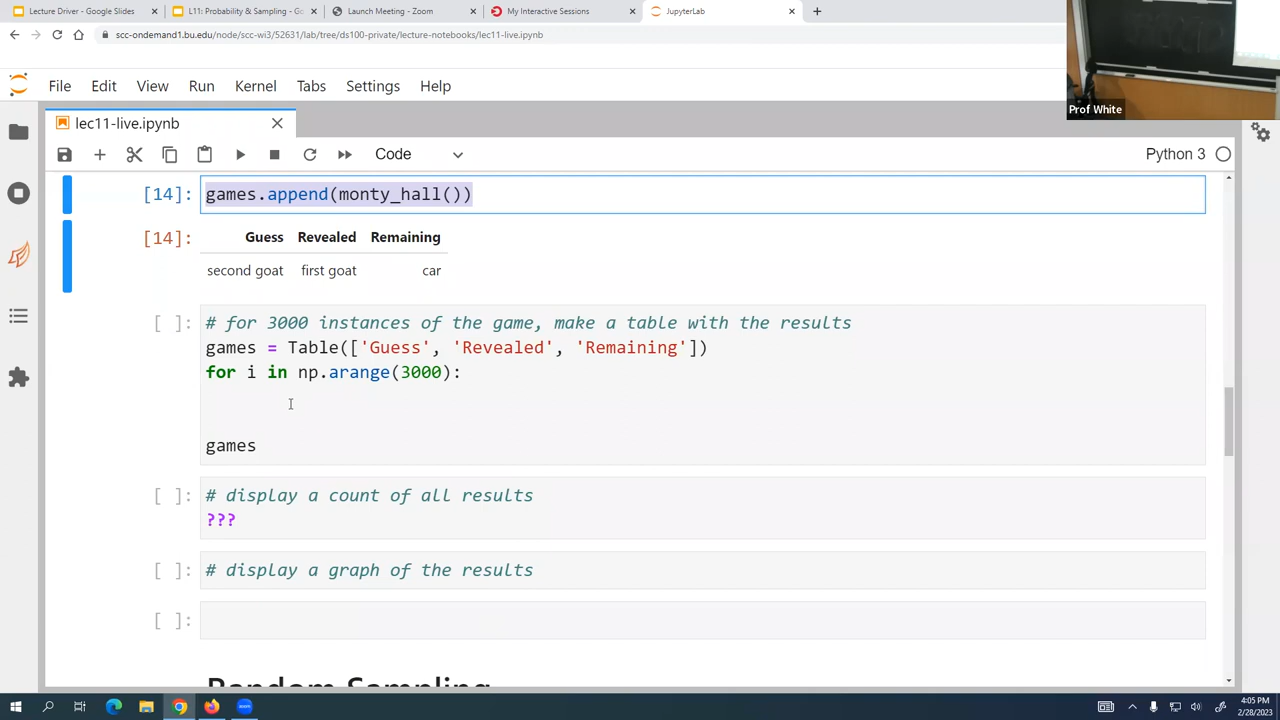 Lecture Driver - Google Slides
L11: Probability & Sampling - G
Launch Meeting - Zoom
My Interactive Sessions
JupyterLab
scc-ondemand1.bu.edu/node/scc-wi3/52631/lab/tree/ds100-private/lecture-notebooks/lec11-live.ipynb
Prof White
File Edit View Run Kernel Tabs Settings Help
lec11-live.ipynb
Code
Python 3
[14]: games.append(monty_hall())
[14]: Guess Revealed Remaining
second goat first goat car
[ ]: # for 3000 instances of the game, make a table with the results
games = Table(['Guess', 'Revealed', 'Remaining'])
for i in np.arange(3000):
games
[ ]: # display a count of all results
???
[ ]: # display a graph of the results
[ ]:
Random Sampling
4:05 PM
2/28/2023